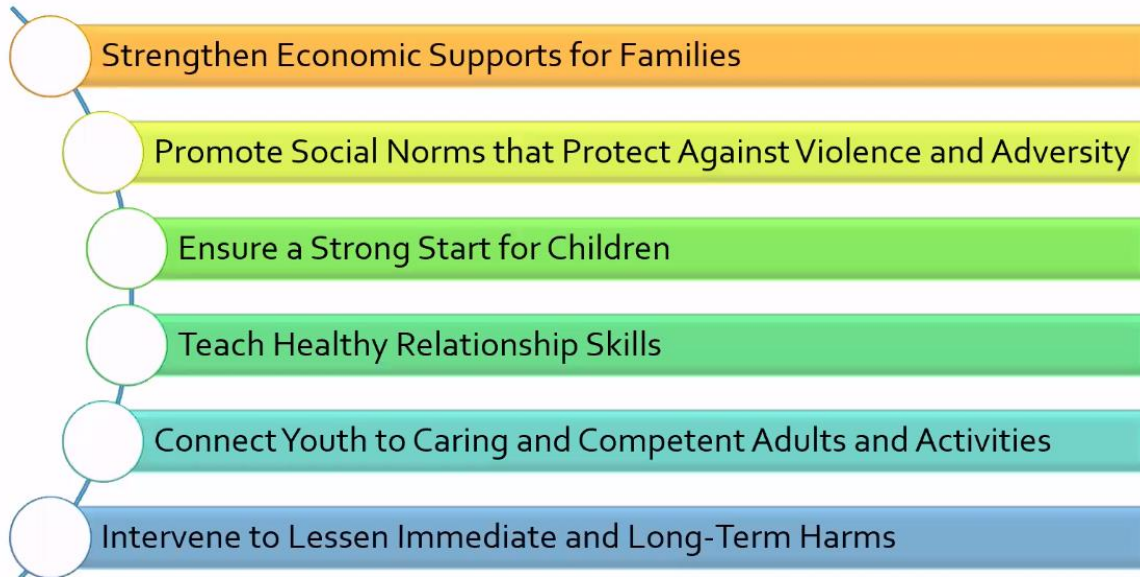 Strengthen Economic Supports for Families
Promote Social Norms that Protect Against Violence and Adversity
Ensure a Strong Start for Children
Teach Healthy Relationship Skills
Connect Youth to Caring and Competent Adults and Activities
Intervene to Lessen Immediate and Long-Term Harms